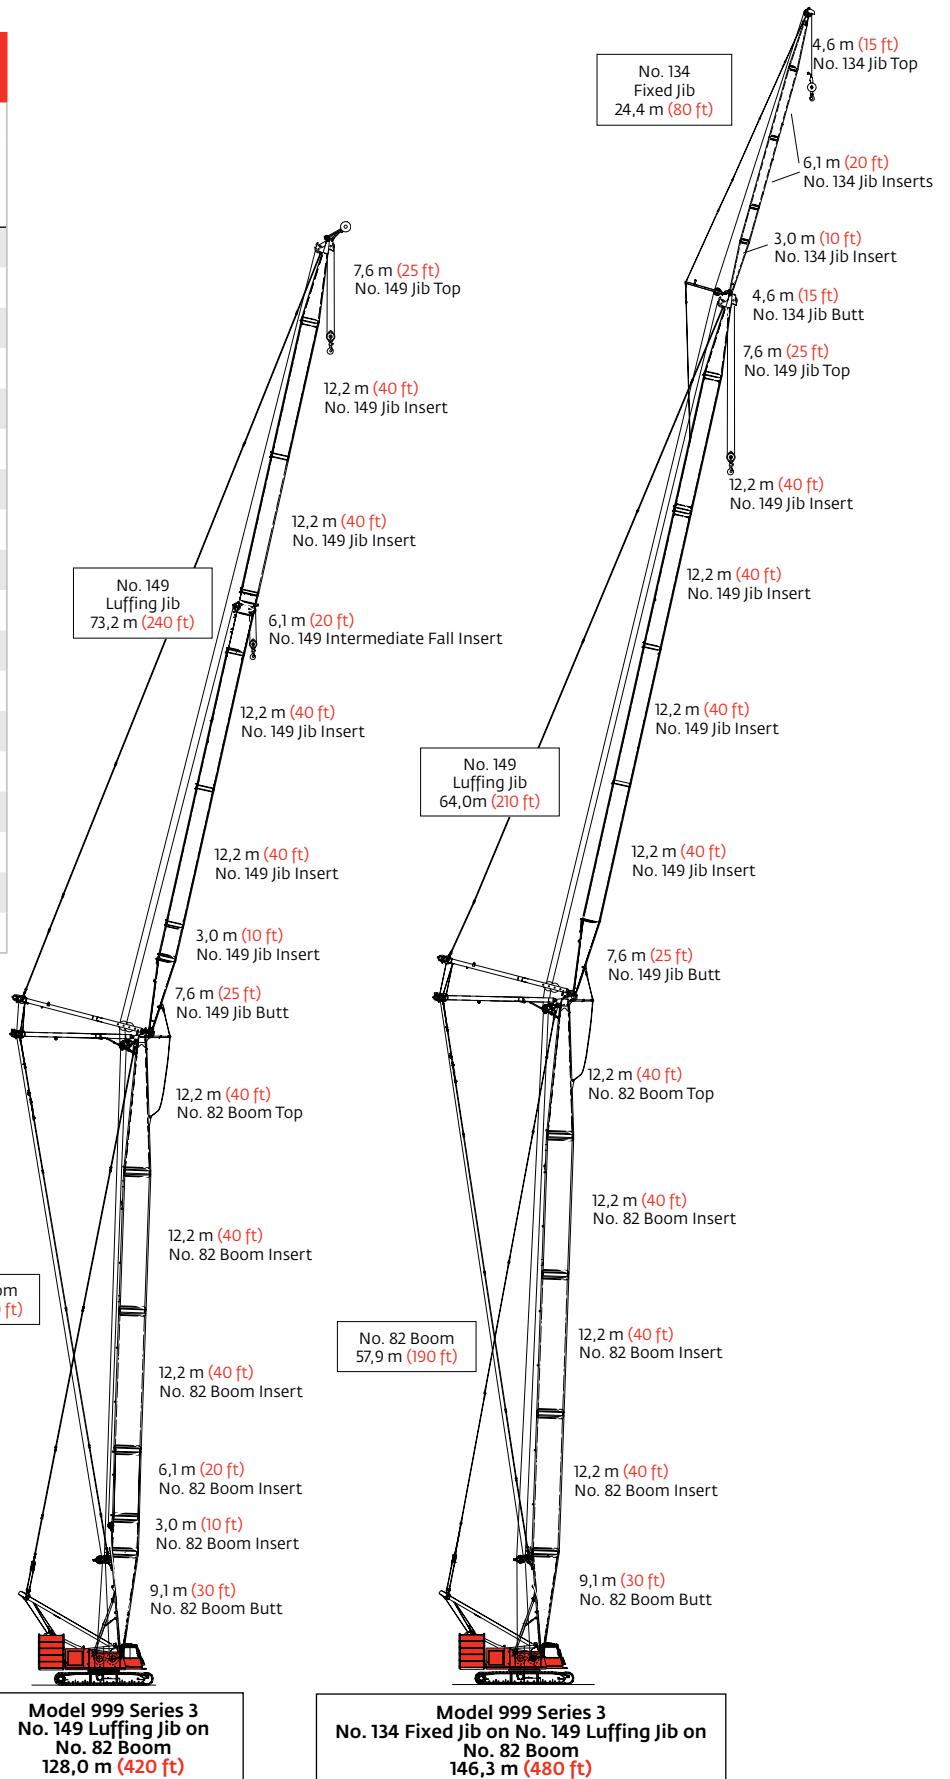 7,6 m (25 ft)
No. 149 Jib Top
12,2 m (40 ft)
No. 149 Jib Insert
12,2 m (40 ft)
No. 149 Jib Insert
No. 149
Luffing Jib
73,2 m (240 ft)
6,1 m (20 ft)
No. 149 Intermediate Fall Insert
12,2 m (40 ft)
No. 149 Jib Insert
12,2 m (40 ft)
No. 149 Jib Insert
3,0 m (10 ft)
No. 149 Jib Insert
7,6 m (25 ft)
No. 149 Jib Butt
12,2 m (40 ft)
No. 82 Boom Top
12,2 m (40 ft)
No. 82 Boom Insert
om
ft)
12,2 m (40 ft)
No. 82 Boom Insert
6,1 m (20 ft)
No. 82 Boom Insert
3,0 m (10 ft)
No. 82 Boom Insert
9,1 m (30 ft)
No. 82 Boom Butt
Model 999 Series 3
No. 149 Luffing Jib on
No. 82 Boom
128,0 m (420 ft)
4,6 m (15 ft)
No. 134 Jib Top
No. 134
Fixed Jib
24,4 m (80 ft)
6,1 m (20 ft)
No. 134 Jib Inserts
3,0 m (10 ft)
No. 134 Jib Insert
4,6 m (15 ft)
No. 134 Jib Butt
7,6 m (25 ft)
No. 149 Jib Top
12,2 m (40 ft)
No. 149 Jib Insert
12,2 m (40 ft)
No. 149 Jib Insert
12,2 m (40 ft)
No. 149 Jib Insert
No. 149
Luffing Jib
64,0m (210 ft)
12,2 m (40 ft)
No. 149 Jib Insert
7,6 m (25 ft)
No. 149 Jib Butt
12,2 m (40 ft)
No. 82 Boom Top
12,2 m (40 ft)
No. 82 Boom Insert
No. 82 Boom
57,9 m (190 ft)
12,2 m (40 ft)
No. 82 Boom Insert
12,2 m (40 ft)
No. 82 Boom Insert
9,1 m (30 ft)
No. 82 Boom Butt
Model 999 Series 3
No. 134 Fixed Jib on No. 149 Luffing Jib on
No. 82 Boom
146,3 m (480 ft)